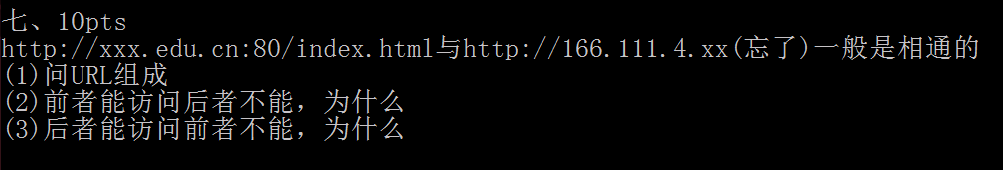 七、10pts
http://xxx.edu.cn:80/index.html与http://166.111.4.xx(忘了)一般是相通的
(1)问URL组成
(2)前者能访问后者不能，为什么
(3)后者能访问前者不能，为什么